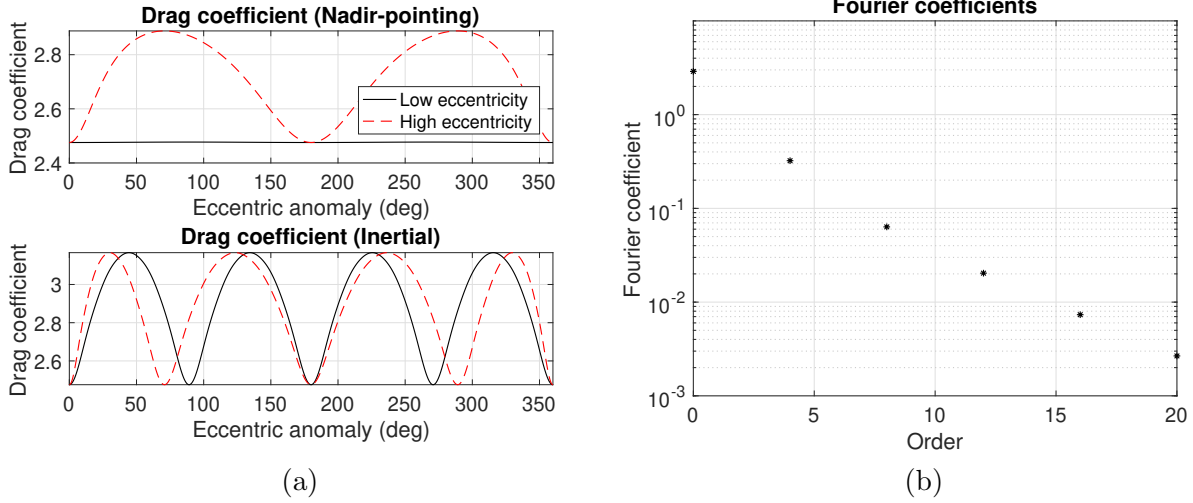 Drag coefficient (Nadir-pointing)
Drag coefficient
2.8
2.6
2.4
Low eccentricity
High eccentricity
0 50 100 150 200 250 300 350
Eccentric anomaly (deg)
Drag coefficient (Inertial)
Drag coefficient
3
2.8
2.6
0 50 100 150 200 250 300 350
Eccentric anomaly (deg)
(a)
Fourier coefficients
Fourier coefficient
10^0
10^-1
10^-2
10^-3
0 5 10 15 20
Order
(b)